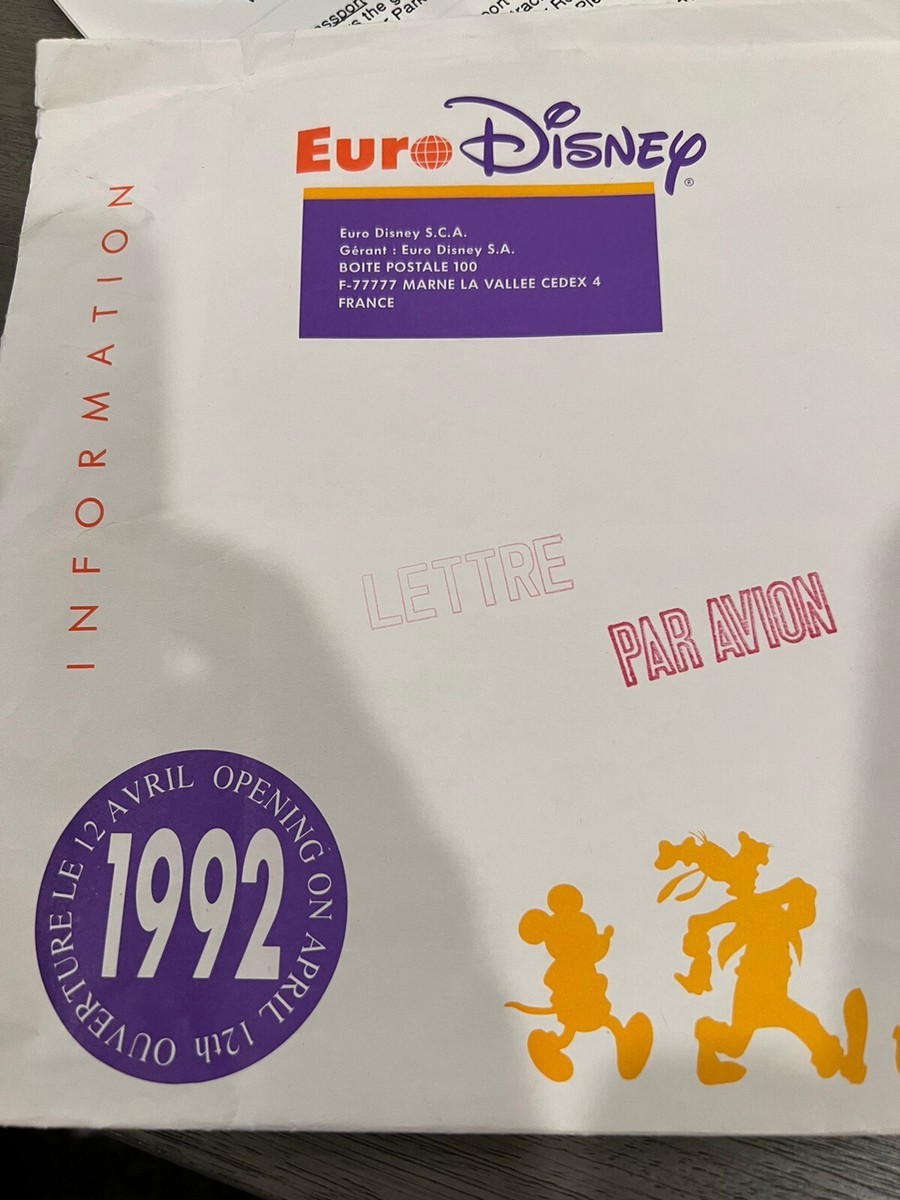 Euro Disney®
Euro Disney S.C.A.
Gérant : Euro Disney S.A.
BOITE POSTALE 100
F-77777 MARNE LA VALLEE CEDEX 4
FRANCE
INFORMATION
LETTRE
PAR AVION
OUVERTURE LE 12 AVRIL OPENING ON APRIL 12th
1992